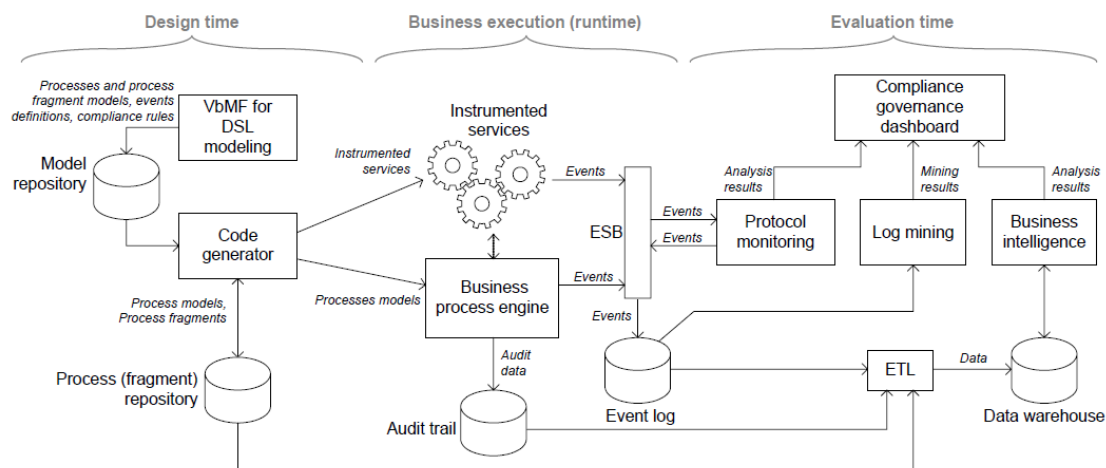 Design time
Business execution (runtime)
Evaluation time
Processes and process
fragment models, events
definitions, compliance rules
VbMF for
DSL
modeling
Model
repository
Code
generator
Process models,
Process fragments
Process (fragment)
repository
Instrumented
services
Instrumented
services
Processes models
Business
process engine
Audit
data
Audit trail
Events
Events
ESB
Events
Event log
Events
Events
Protocol
monitoring
Log mining
Business
intelligence
Analysis
results
Mining
results
Analysis
results
Compliance
governance
dashboard
ETL
Data
Data warehouse